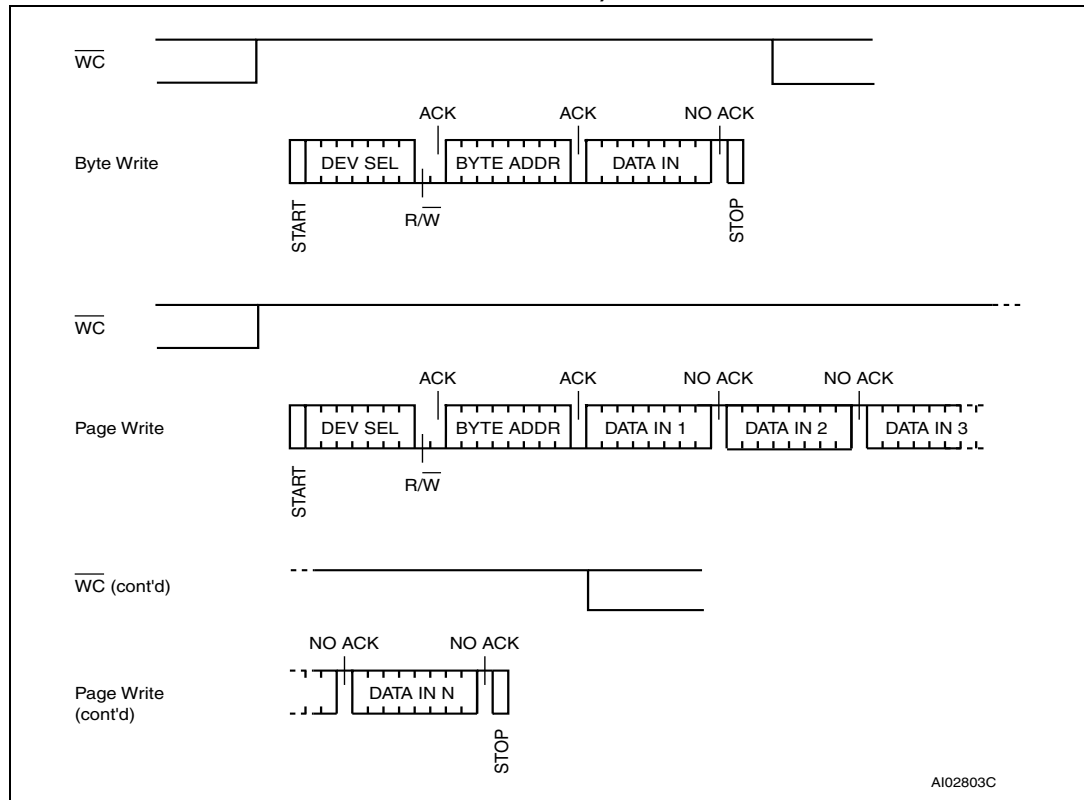 WC
ACK ACK NO ACK
Byte Write DEV SEL BYTE ADDR DATA IN
START R/W STOP
WC
ACK ACK NO ACK NO ACK
Page Write DEV SEL BYTE ADDR DATA IN 1 DATA IN 2 DATA IN 3
START R/W
WC (cont'd)
NO ACK NO ACK
Page Write DATA IN N
(cont'd)
STOP
AI02803C